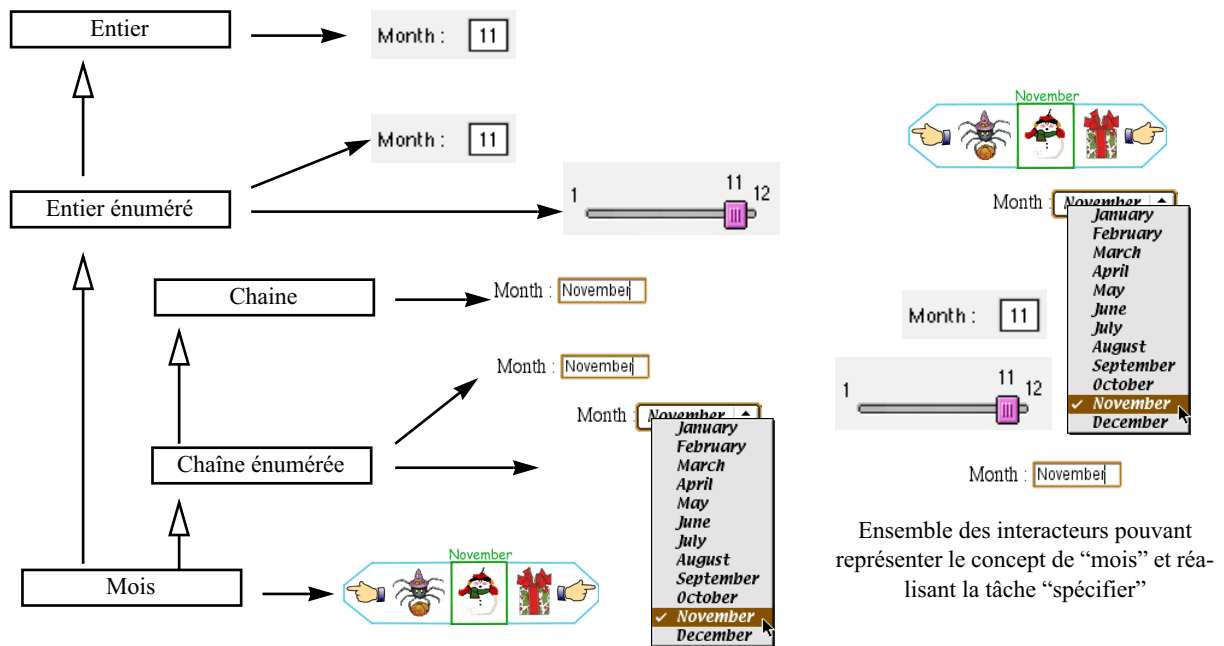 Entier
Month : 11
November
Month : 11
Month : November
January
February
March
April
May
June
July
August
September
October
✓ November
December
Entier énuméré
1 11 12
Chaine
Month : November
Month : 11
1 11 12
Month : November
Month : November
January
February
March
April
May
June
July
August
September
October
✓ November
December
Chaîne énumérée
Month : November
Ensemble des interacteurs pouvant
représenter le concept de “mois” et réa-
lisant la tâche “spécifier”
Mois
November